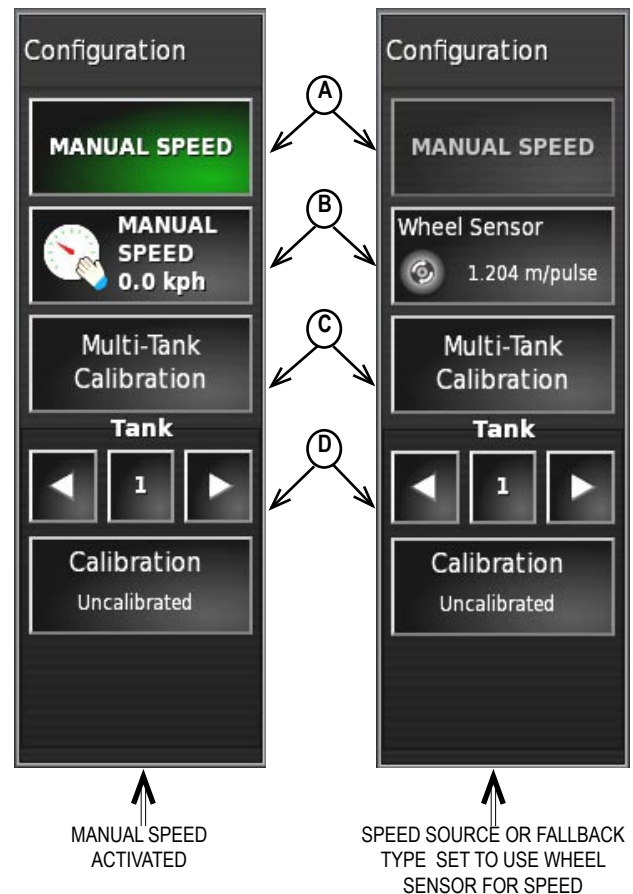 Configuration
MANUAL SPEED
MANUAL
SPEED
0.0 kph
Multi-Tank
Calibration
Tank
1
Calibration
Uncalibrated
A
B
C
D
Configuration
MANUAL SPEED
Wheel Sensor
1.204 m/pulse
Multi-Tank
Calibration
Tank
1
Calibration
Uncalibrated
MANUAL SPEED
ACTIVATED
SPEED SOURCE OR FALLBACK
TYPE SET TO USE WHEEL
SENSOR FOR SPEED